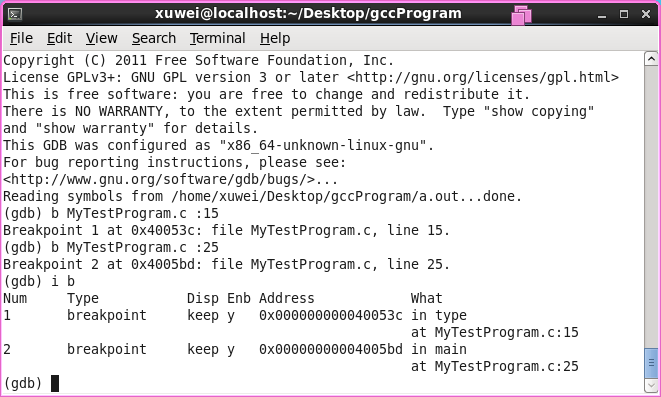 xuwei@localhost:~/Desktop/gccProgram
File Edit View Search Terminal Help
Copyright (C) 2011 Free Software Foundation, Inc.
License GPLv3+: GNU GPL version 3 or later <http://gnu.org/licenses/gpl.html>
This is free software: you are free to change and redistribute it.
There is NO WARRANTY, to the extent permitted by law.  Type "show copying"
and "show warranty" for details.
This GDB was configured as "x86_64-unknown-linux-gnu".
For bug reporting instructions, please see:
<http://www.gnu.org/software/gdb/bugs/>...
Reading symbols from /home/xuwei/Desktop/gccProgram/a.out...done.
(gdb) b MyTestProgram.c :15
Breakpoint 1 at 0x40053c: file MyTestProgram.c, line 15.
(gdb) b MyTestProgram.c :25
Breakpoint 2 at 0x4005bd: file MyTestProgram.c, line 25.
(gdb) i b
Num     Type           Disp Enb Address            What
1       breakpoint     keep y   0x000000000040053c in type
at MyTestProgram.c:15
2       breakpoint     keep y   0x00000000004005bd in main
at MyTestProgram.c:25
(gdb)